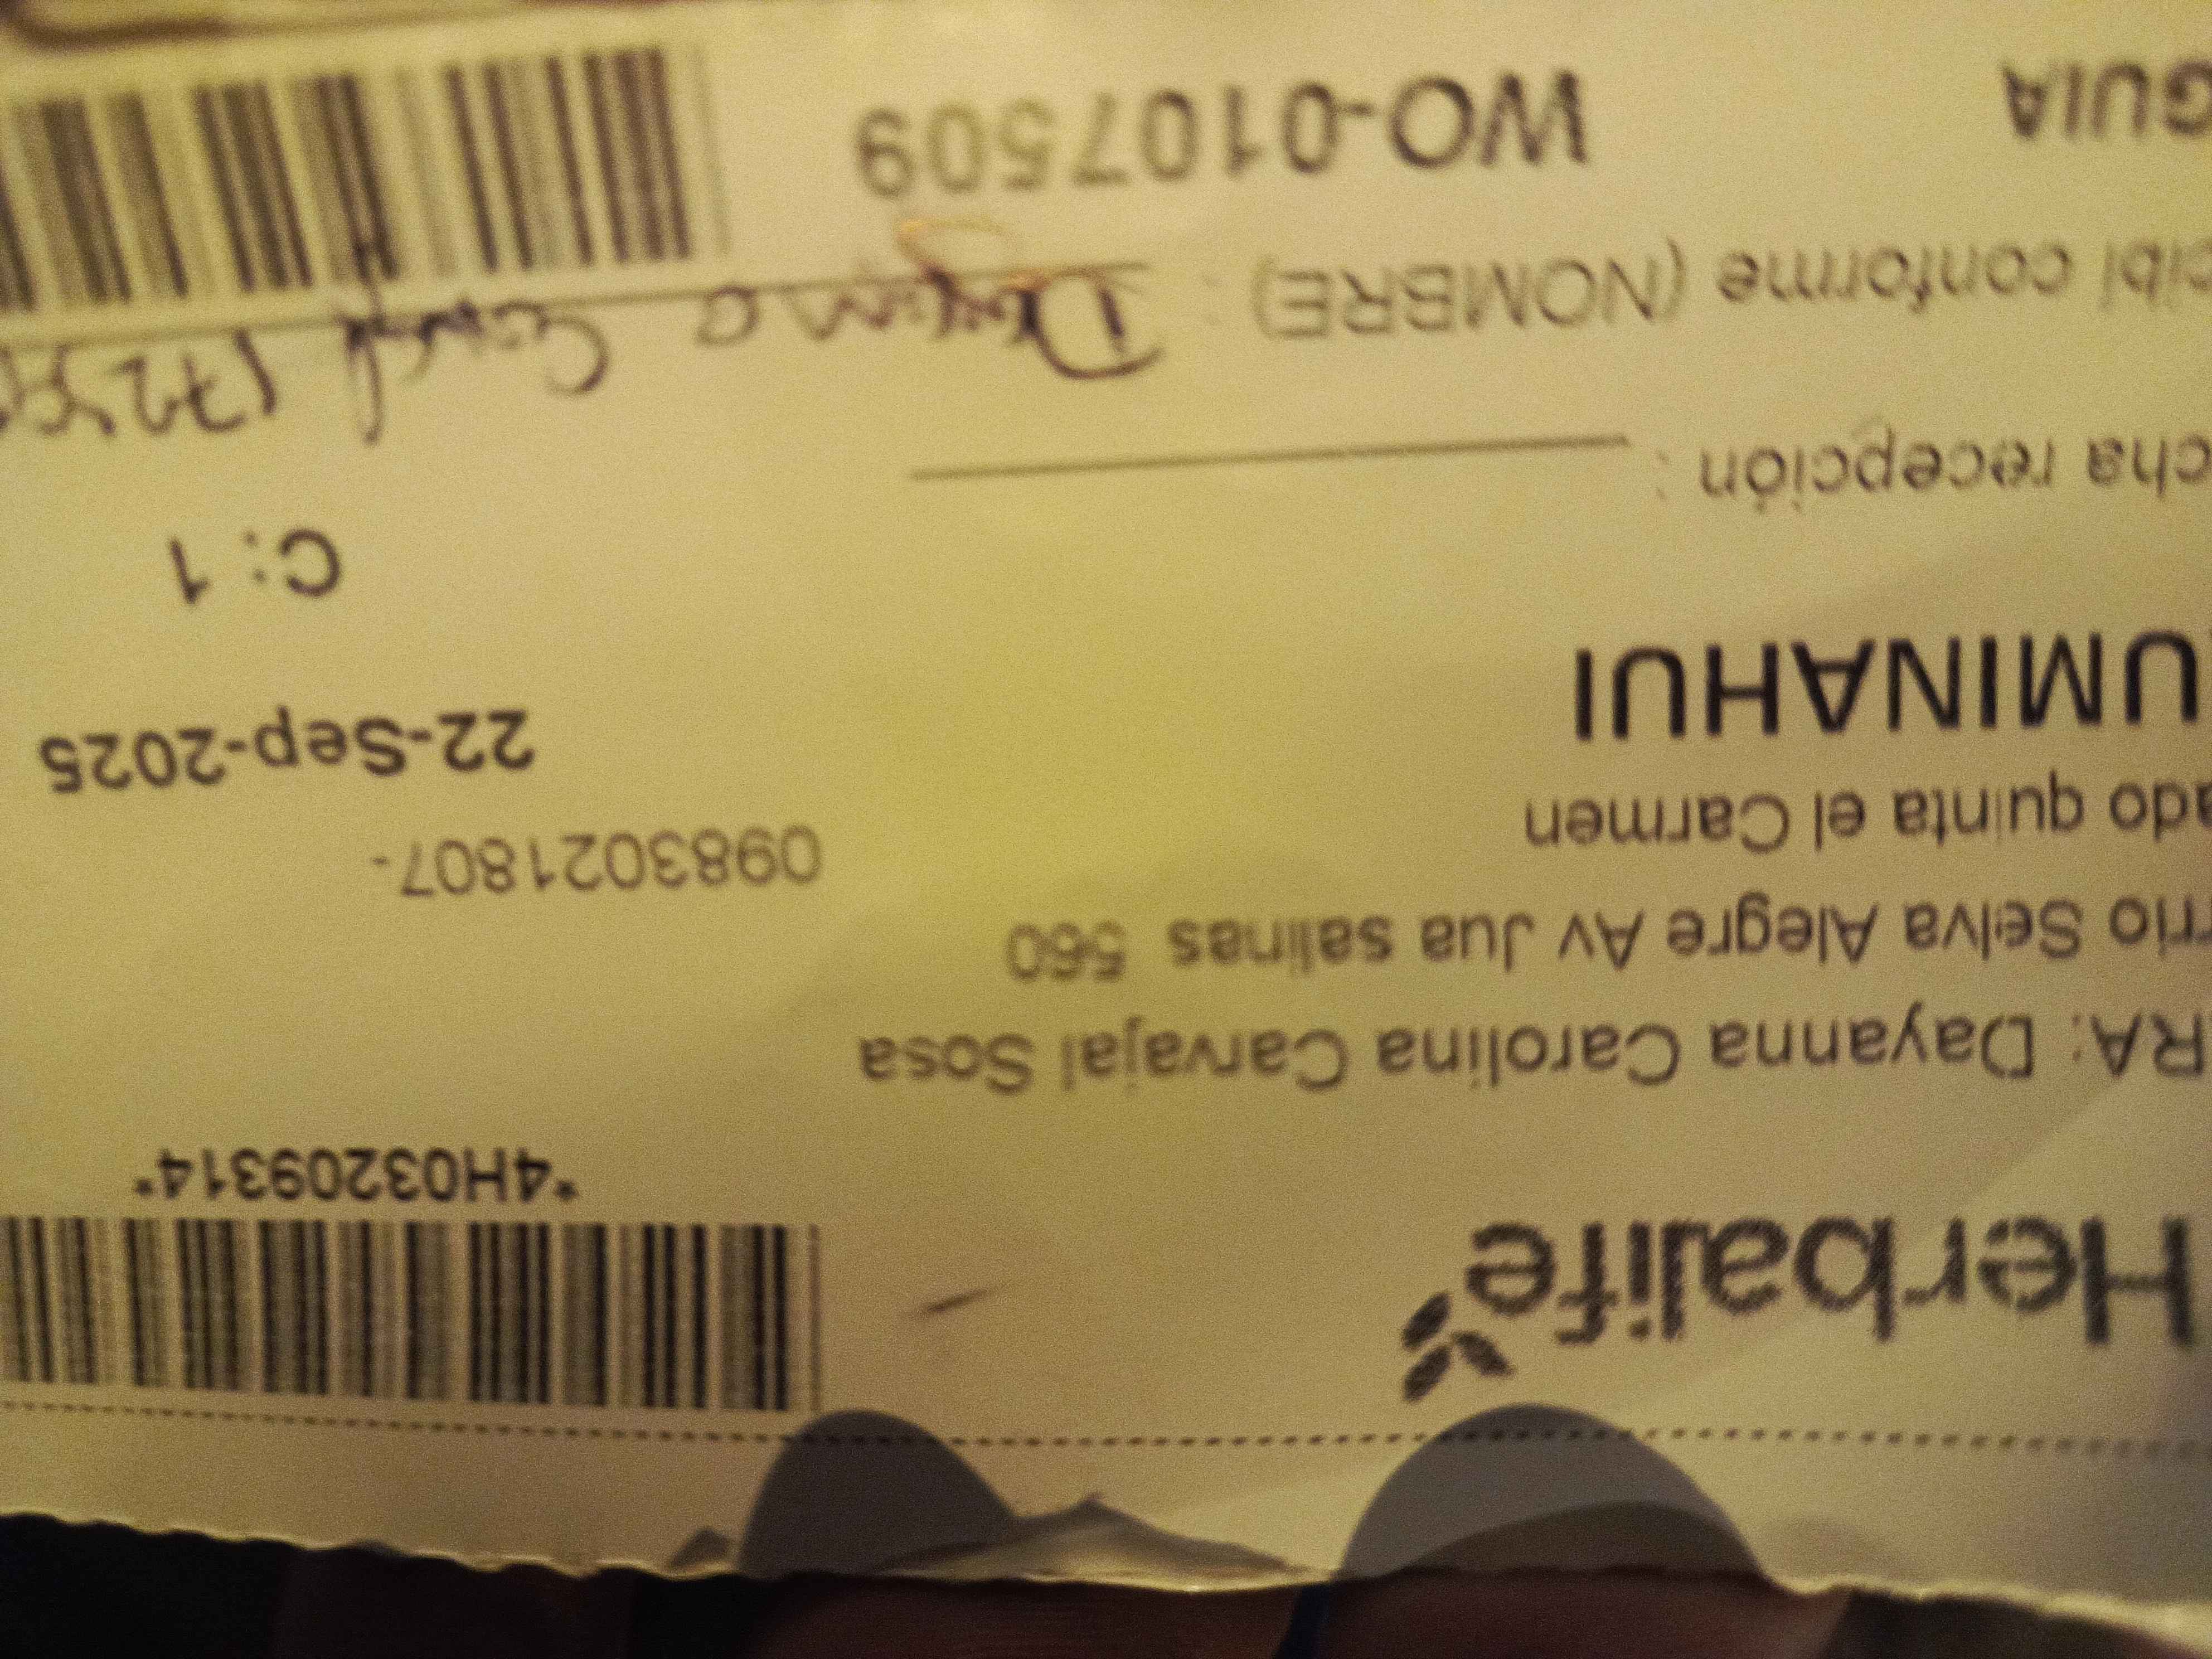 Herbalife
*4H03209314*
RA: Dayanna Carolina Carvajal Sosa
rrio Selva Alegre Av Jua salinas 560
0983021807-
ado quinta el Carmen
UMINAHUI
22-Sep-2025
C: 1
cha recepción :
cibí conforme (NOMBRE) :
GUIA
WO-0107509